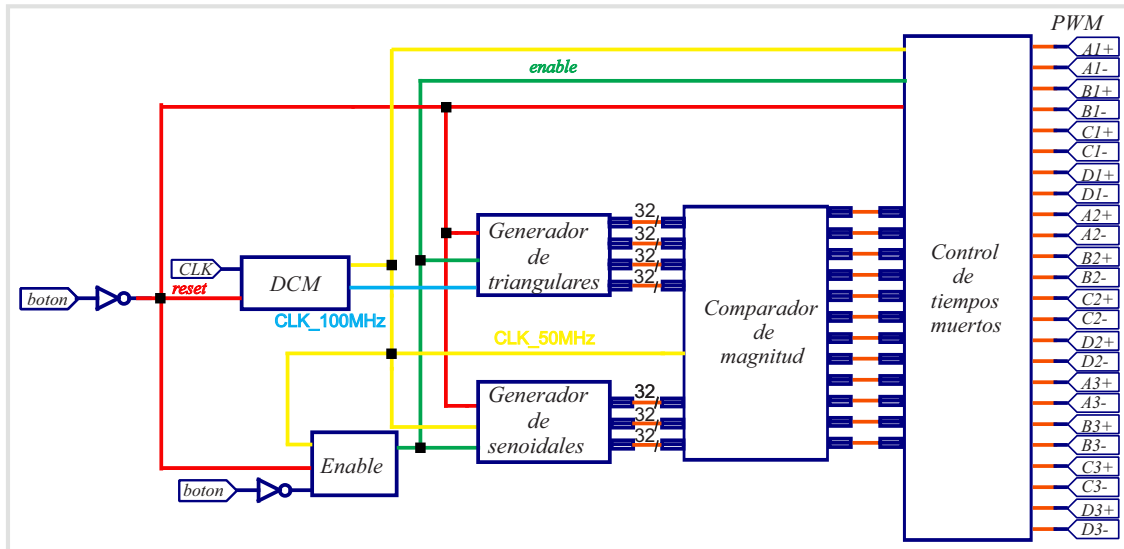 PWM
A1+
A1-
B1+
B1-
C1+
C1-
D1+
D1-
A2+
A2-
B2+
B2-
C2+
C2-
D2+
D2-
A3+
A3-
B3+
B3-
C3+
C3-
D3+
D3-
enable
Control
de
tiempos
muertos
32
32
32
32
Generador
de
triangulares
CLK
DCM
boton
reset
CLK_100MHz
CLK_50MHz
Comparador
de
magnitud
Generador
de
senoidales
32
32
32
Enable
boton